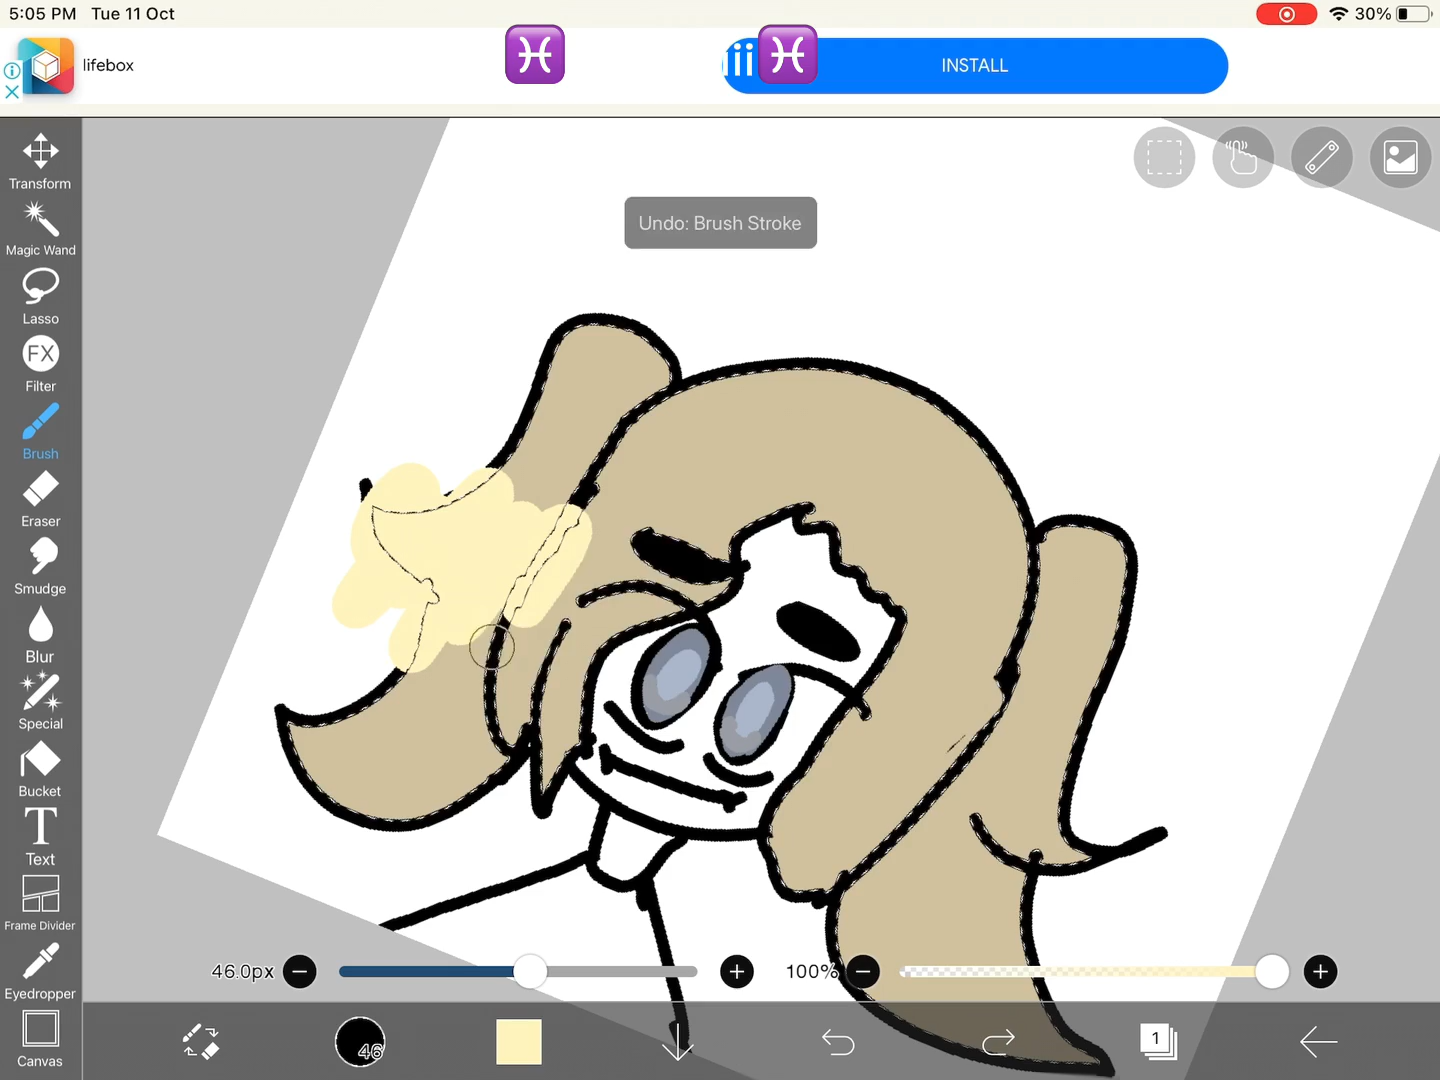 5:05 PM Tue 11 Oct
30%
lifebox
ii
INSTALL
Transform
Magic Wand
Lasso
FX
Filter
Brush
Eraser
Smudge
Blur
Special
Bucket
T
Text
Frame Divider
Eyedropper
Canvas
Undo: Brush Stroke
46.0px
100%
46
1